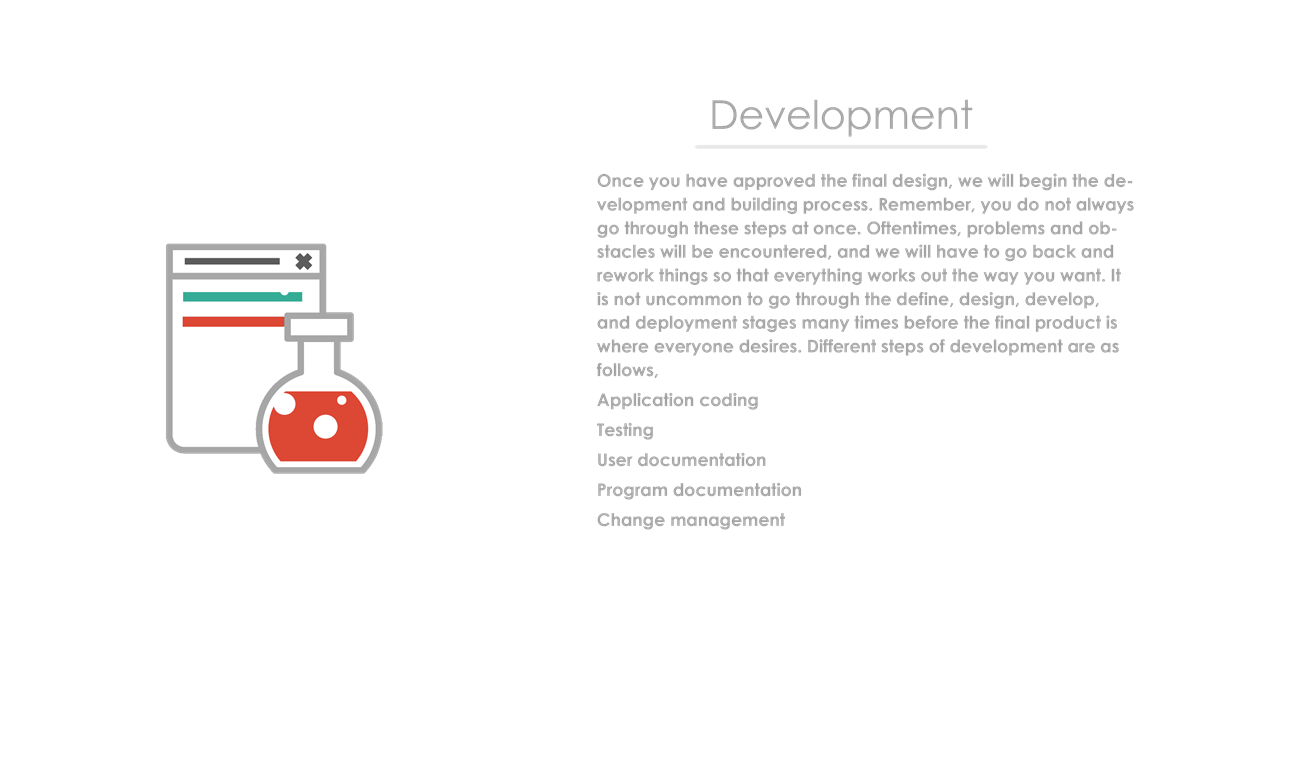 Development
Once you have approved the final design, we will begin the de-
velopment and building process. Remember, you do not always
go through these steps at once. Oftentimes, problems and ob-
stacles will be encountered, and we will have to go back and
rework things so that everything works out the way you want. It
is not uncommon to go through the define, design, develop,
and deployment stages many times before the final product is
where everyone desires. Different steps of development are as
follows,
Application coding
Testing
User documentation
Program documentation
Change management